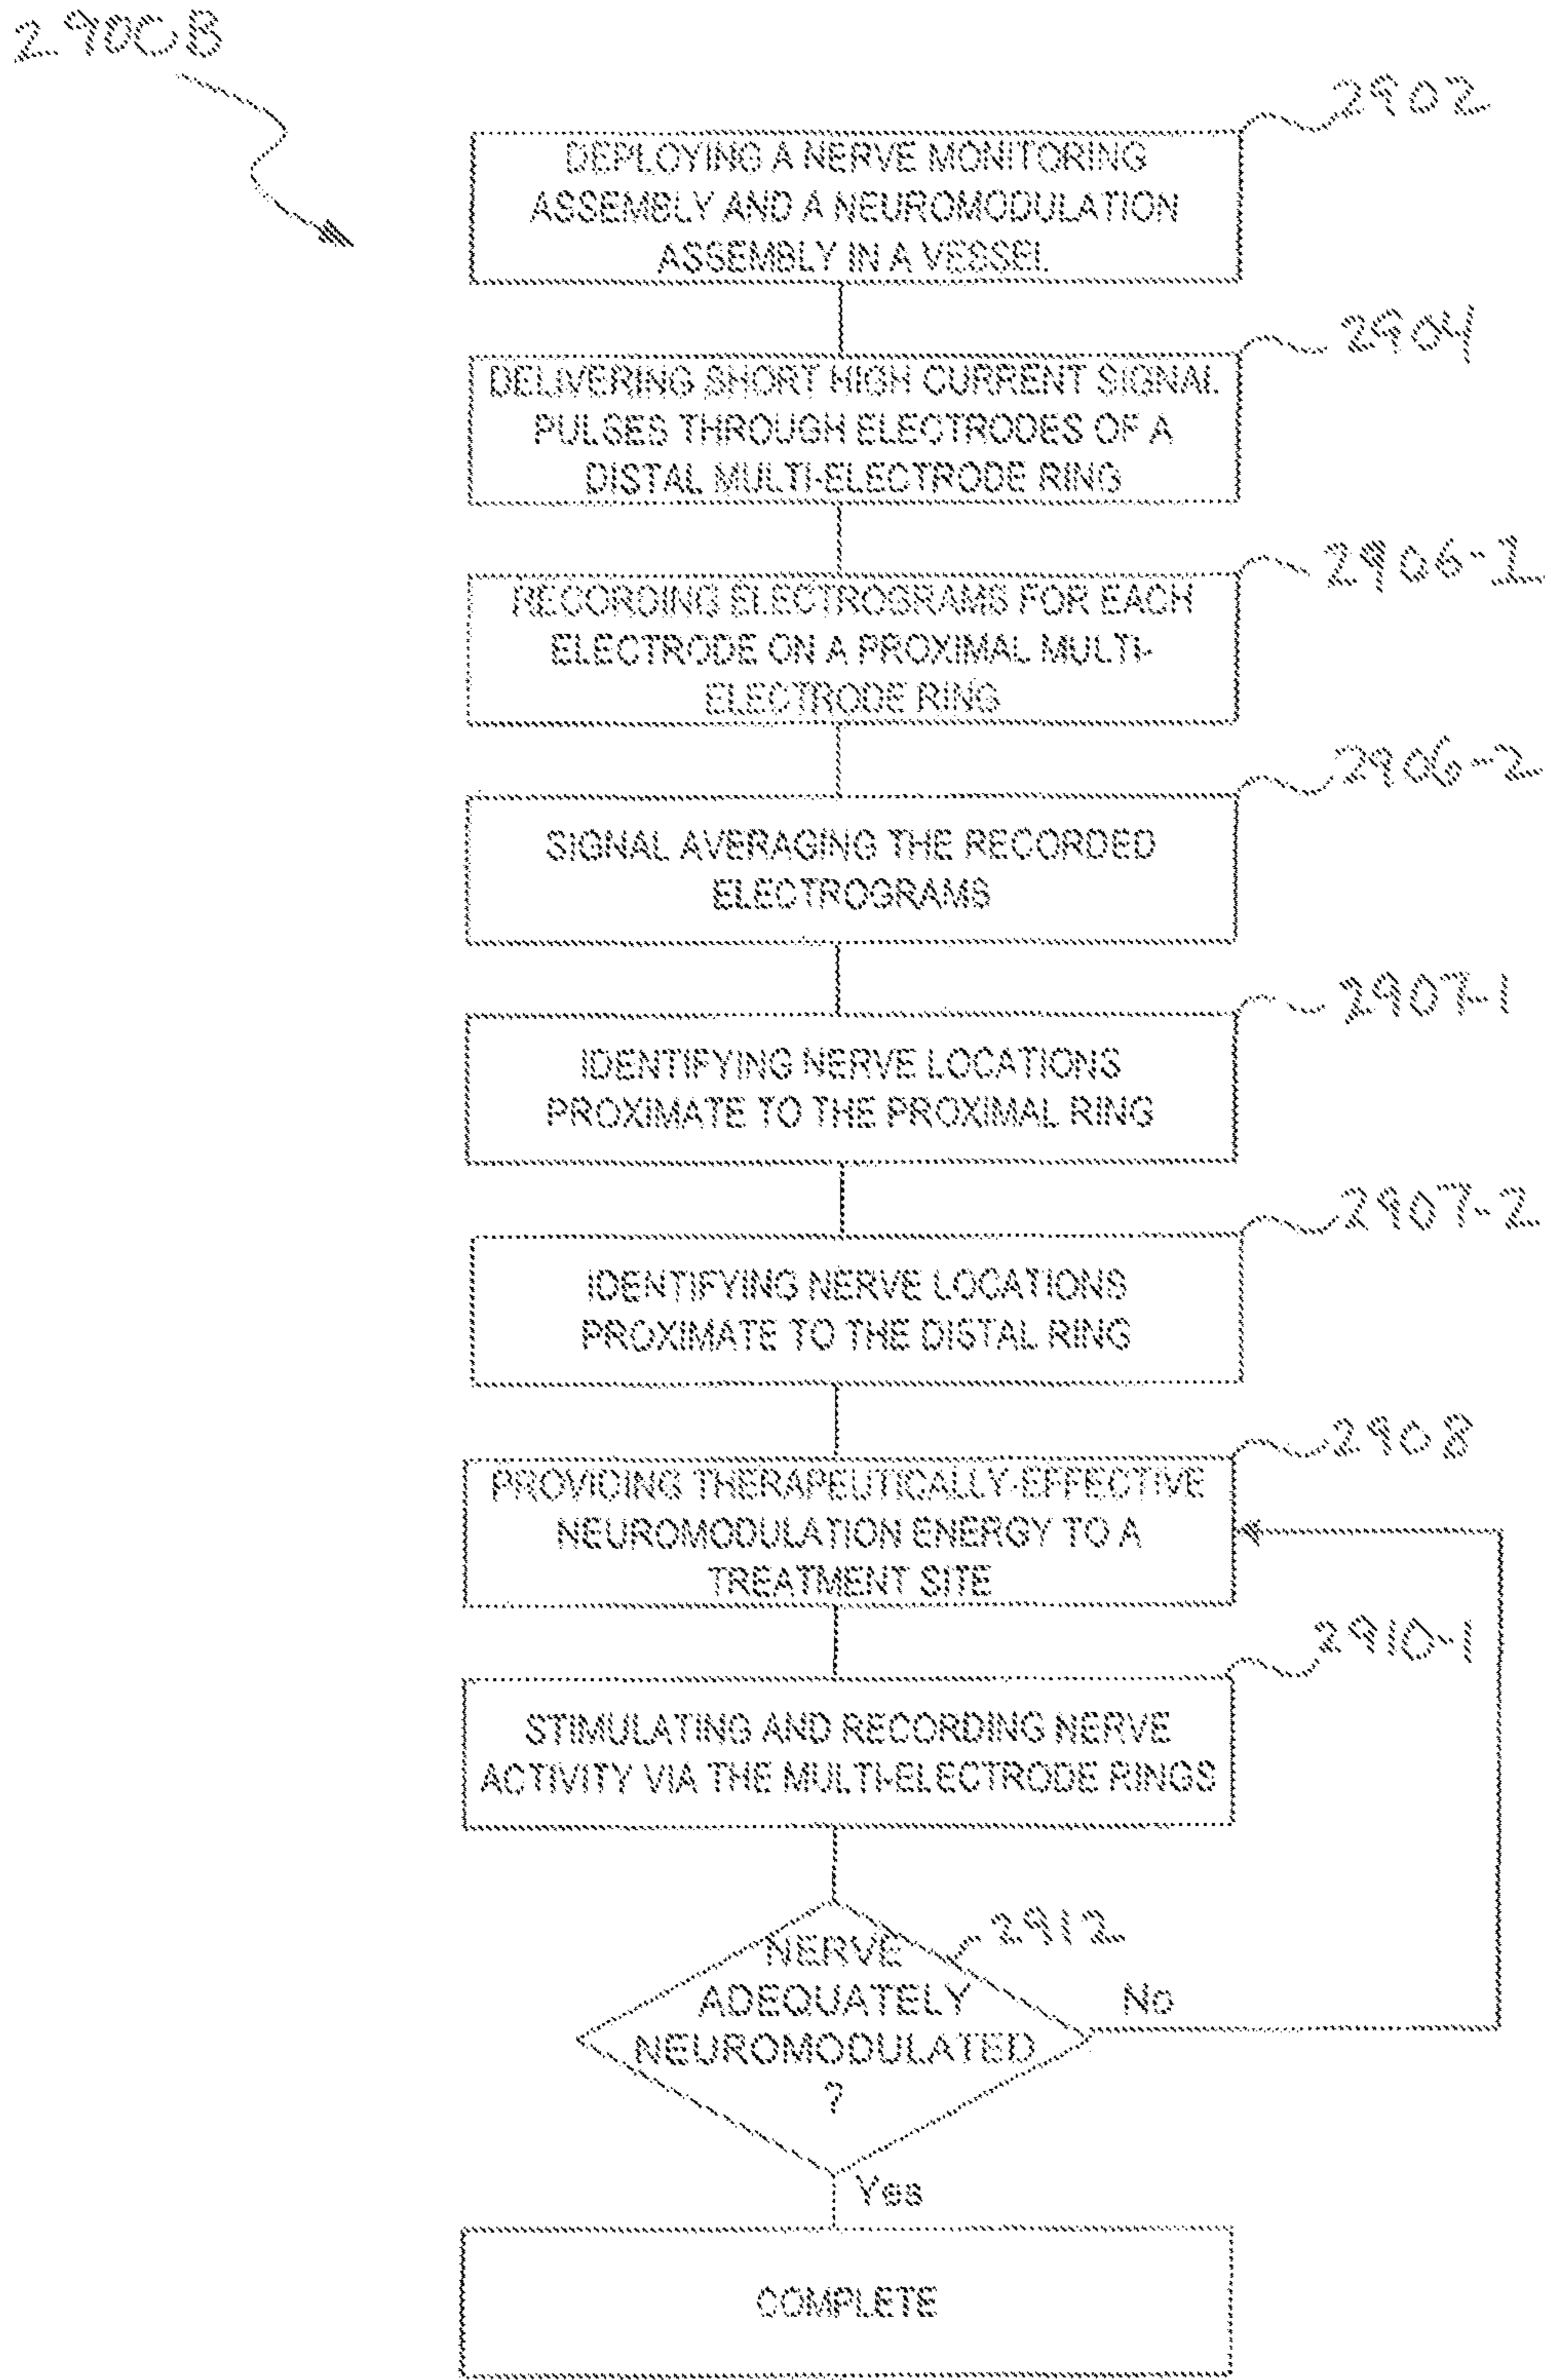 2900B
2902
DEPLOYING A NERVE MONITORING
ASSEMBLY AND A NEUROMODULATION
ASSEMBLY IN A VESSEL
2904
DELIVERING SHORT HIGH CURRENT SIGNAL
PULSES THROUGH ELECTRODES OF A
DISTAL MULTI-ELECTRODE RING
2906-1
RECORDING ELECTROGRAMS FOR EACH
ELECTRODE ON A PROXIMAL MULTI-
ELECTRODE RING
2906-2
SIGNAL AVERAGING THE RECORDED
ELECTROGRAMS
2907-1
IDENTIFYING NERVE LOCATIONS
PROXIMATE TO THE PROXIMAL RING
2907-2
IDENTIFYING NERVE LOCATIONS
PROXIMATE TO THE DISTAL RING
2908
PROVIDING THERAPEUTICALLY-EFFECTIVE
NEUROMODULATION ENERGY TO A
TREATMENT SITE
2910-1
STIMULATING AND RECORDING NERVE
ACTIVITY VIA THE MULTI-ELECTRODE RINGS
2912
NERVE
ADEQUATELY
NEUROMODULATED
?
No
Yes
COMPLETE